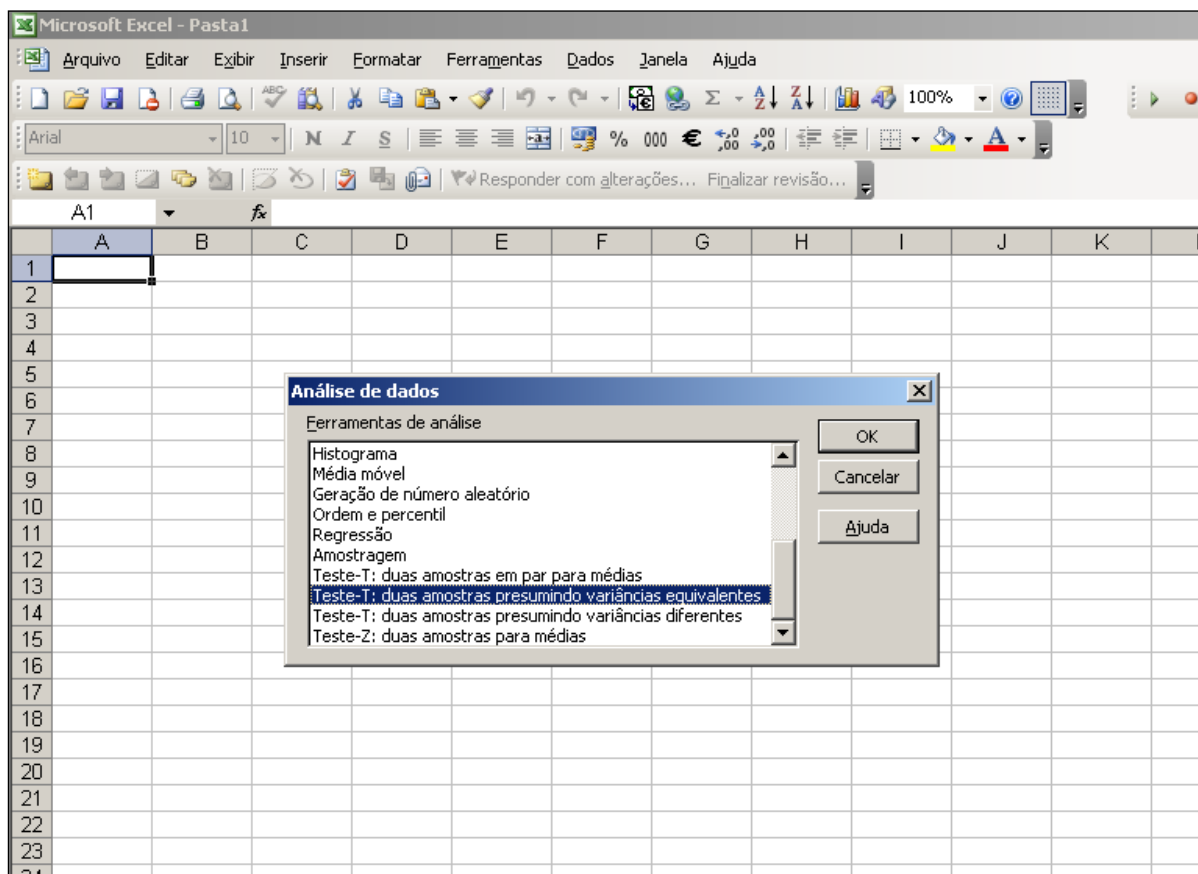 Microsoft Excel - Pasta1
Arquivo Editar Exibir Inserir Formatar Ferramentas Dados Janela Ajuda
ABC Σ A Z Z A 100%
Arial 10 N I S % 000 € ,00 ,00 A
Responder com alterações... Finalizar revisão...
A1 fx
A B C D E F G H I J K
1
2
3
4
5
6
7
8
9
10
11
12
13
14
15
16
17
18
19
20
21
22
23
24
Análise de dados
Ferramentas de análise
Histograma
Média móvel
Geração de número aleatório
Ordem e percentil
Regressão
Amostragem
Teste-T: duas amostras em par para médias
Teste-T: duas amostras presumindo variâncias equivalentes
Teste-T: duas amostras presumindo variâncias diferentes
Teste-Z: duas amostras para médias
OK
Cancelar
Ajuda